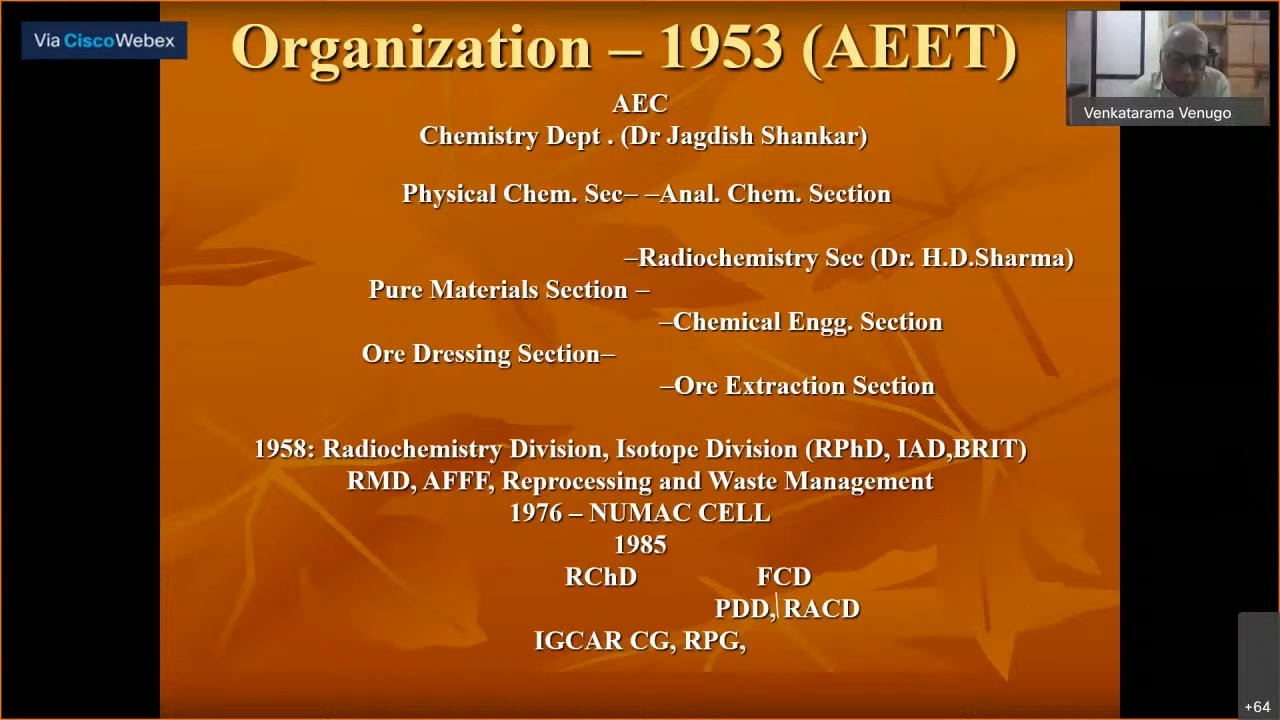 Via Cisco Webex
Organization – 1953 (AEET)
Venkatarama Venugo
AEC
Chemistry Dept . (Dr Jagdish Shankar)
Physical Chem. Sec– –Anal. Chem. Section
–Radiochemistry Sec (Dr. H.D.Sharma)
Pure Materials Section –
–Chemical Engg. Section
Ore Dressing Section–
–Ore Extraction Section
1958: Radiochemistry Division, Isotope Division (RPhD, IAD,BRIT)
RMD, AFFF, Reprocessing and Waste Management
1976 – NUMAC CELL
1985
RChD FCD
PDD, RACD
IGCAR CG, RPG,
+64